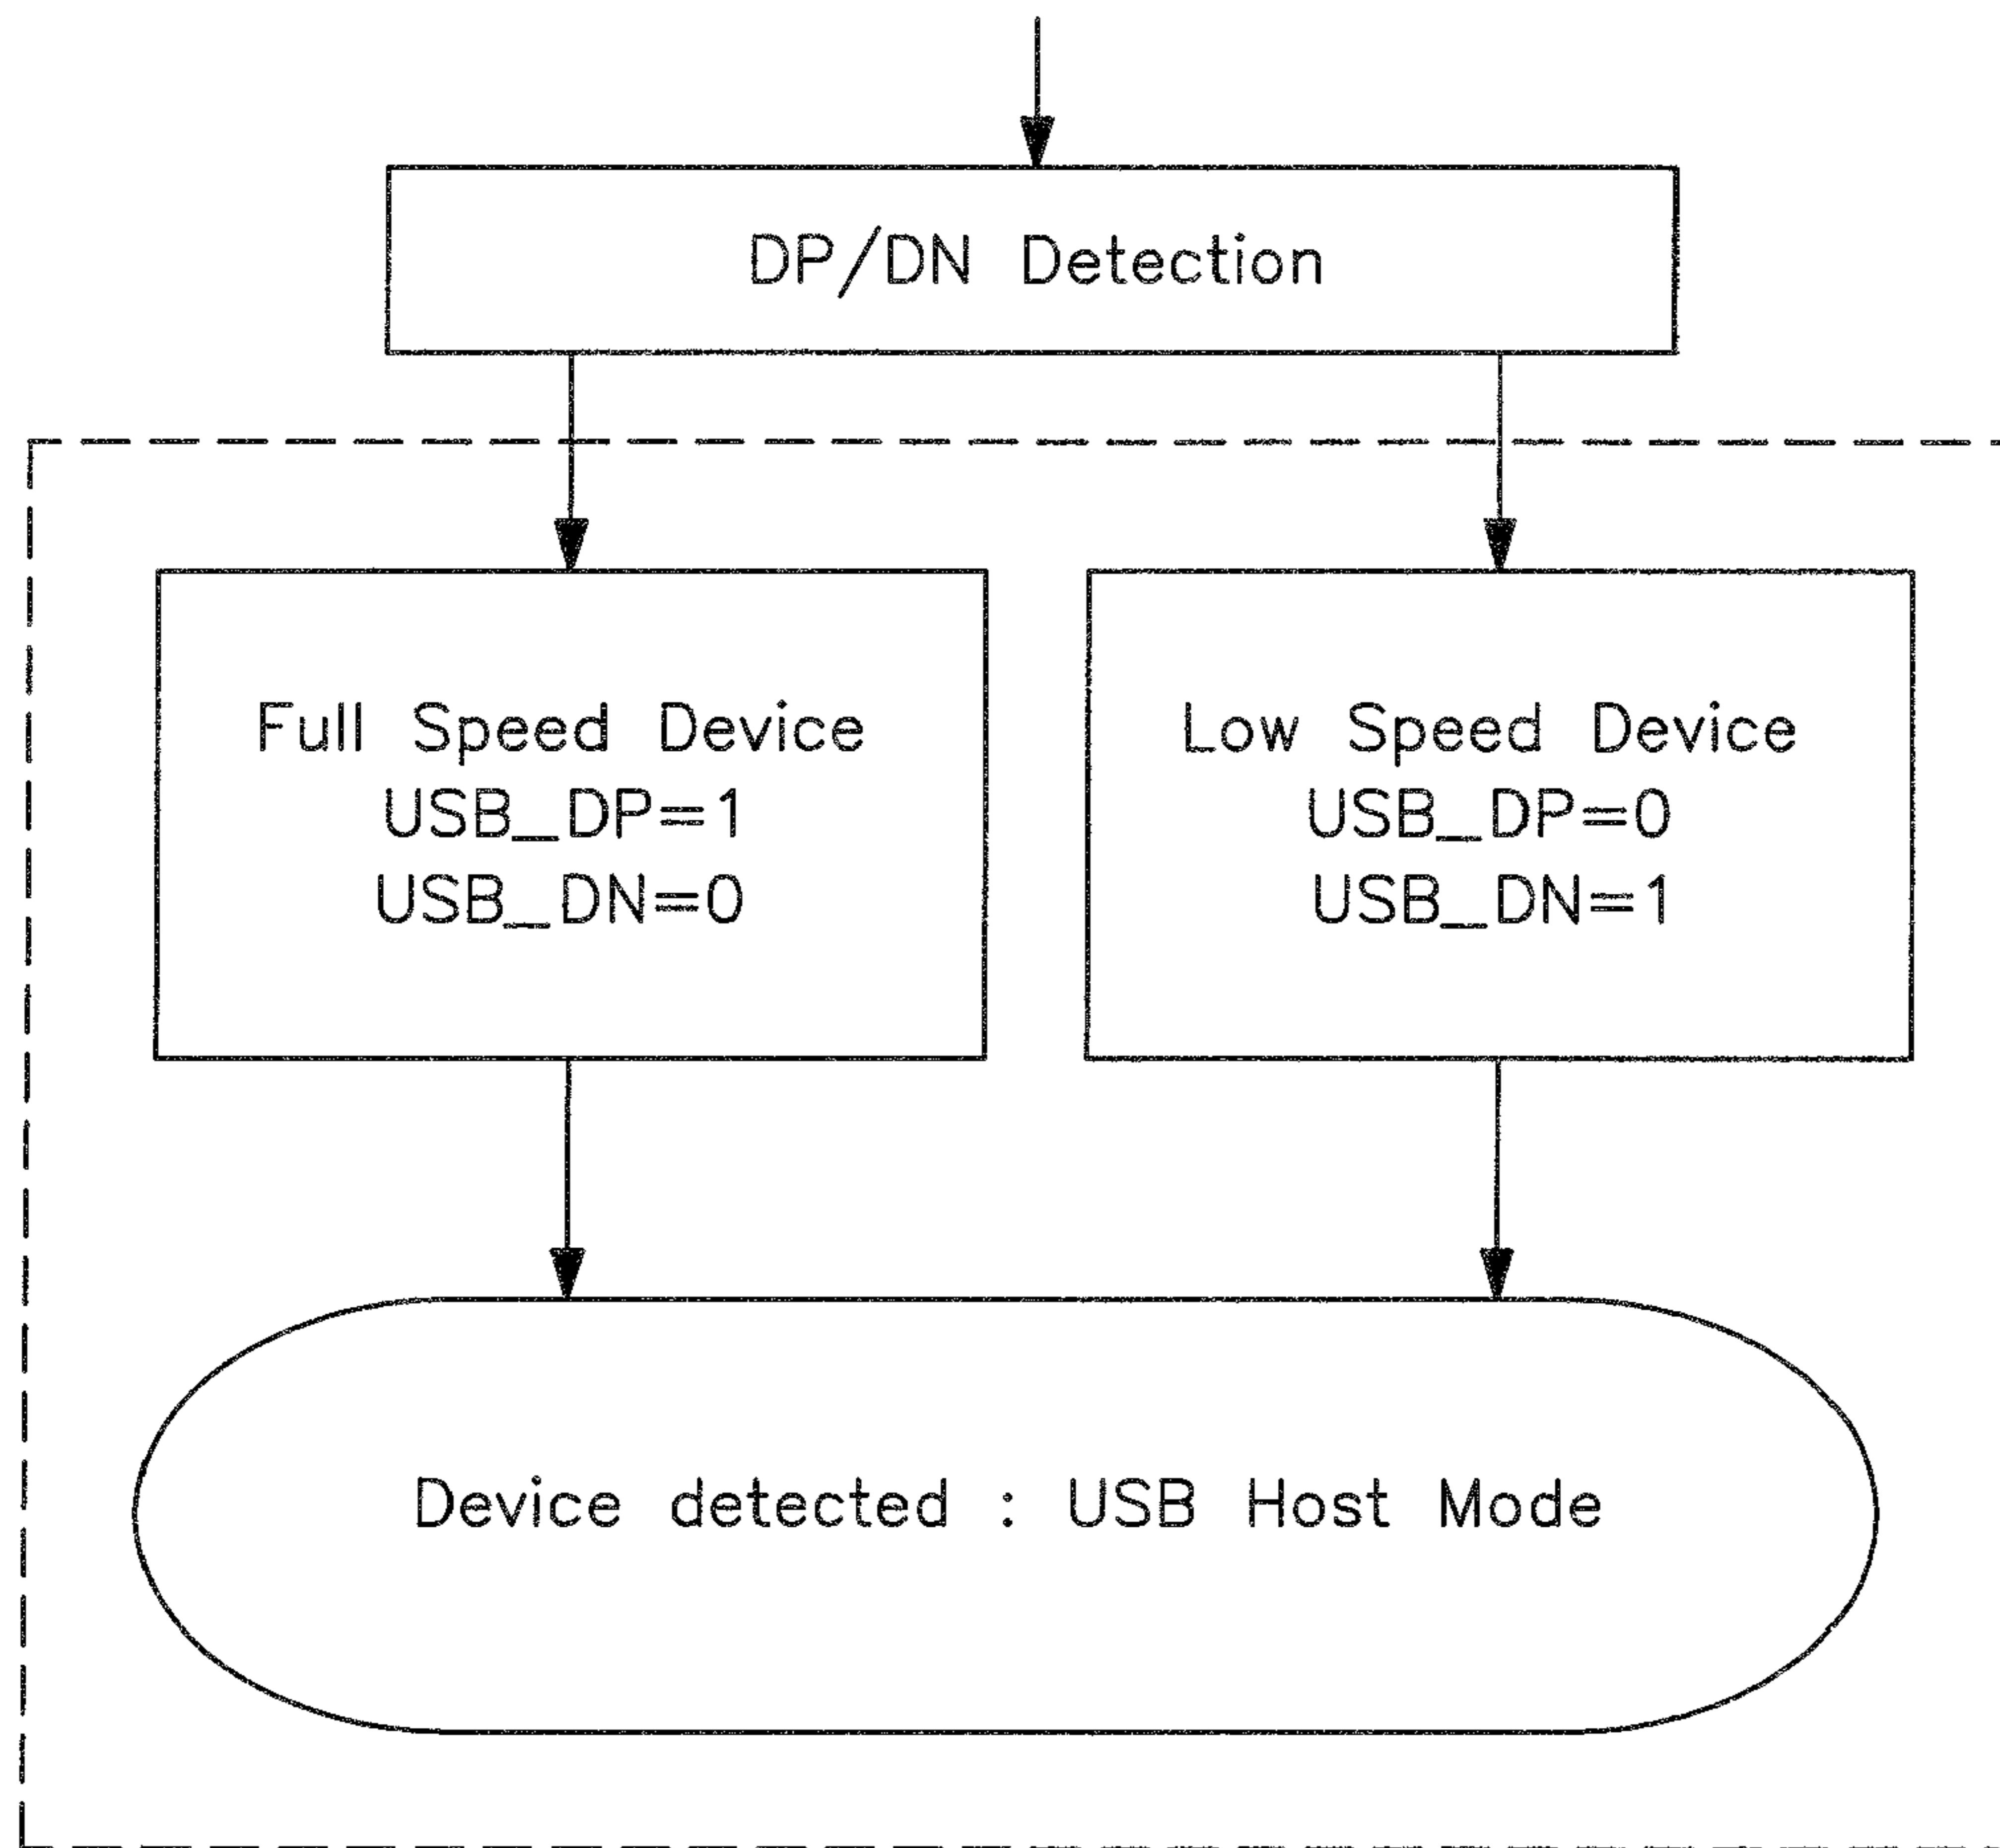 DP/DN Detection
Full Speed Device
USB_DP=1
USB_DN=0
Low Speed Device
USB_DP=0
USB_DN=1
Device detected : USB Host Mode